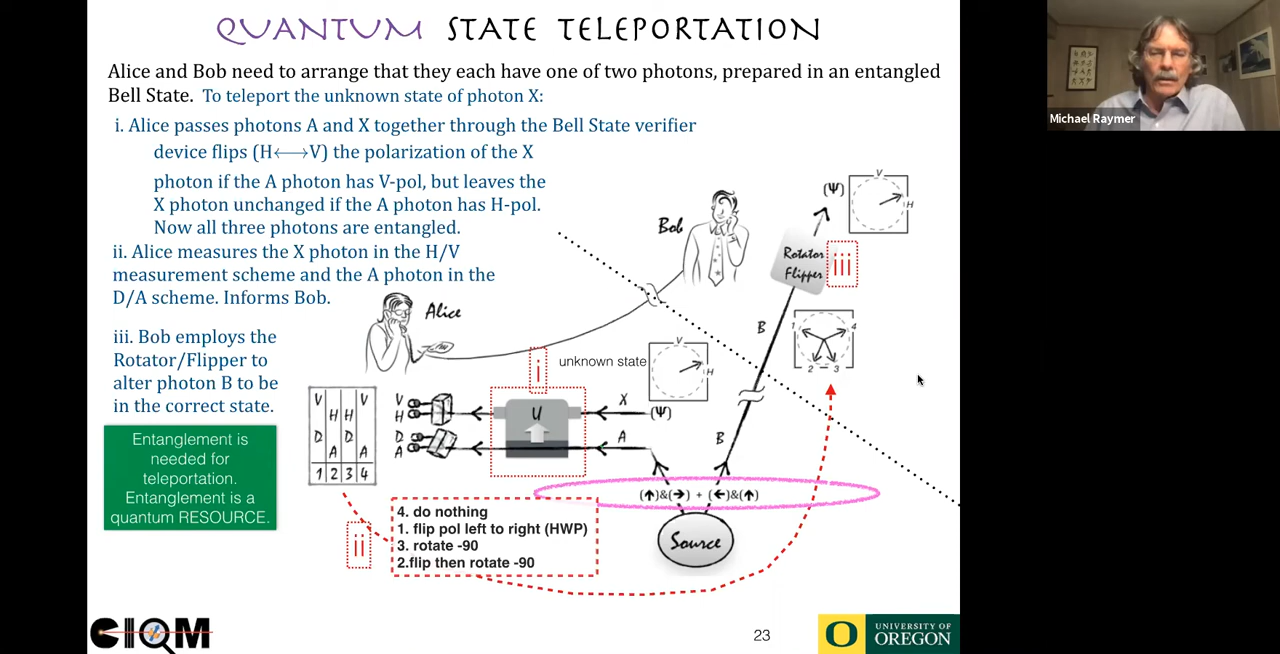 QUANTUM STATE TELEPORTATION
Alice and Bob need to arrange that they each have one of two photons, prepared in an entangled
Bell State. To teleport the unknown state of photon X:
i. Alice passes photons A and X together through the Bell State verifier
device flips (H⟷V) the polarization of the X
photon if the A photon has V-pol, but leaves the
X photon unchanged if the A photon has H-pol.
Now all three photons are entangled.
ii. Alice measures the X photon in the H/V
measurement scheme and the A photon in the
D/A scheme. Informs Bob.
iii. Bob employs the
Rotator/Flipper to
alter photon B to be
in the correct state.
Entanglement is
needed for
teleportation.
Entanglement is a
quantum RESOURCE.
Michael Raymer
(Ψ)
V
H
Bob
Rotator
Flipper
iii
Alice
B
1 4
2 3
i
unknown state
V
H
V V
H H
D D
A A
1 2 3 4
V
H
D
A
U
X
(Ψ)
A
B
(↑)&(→) + (←)&(↑)
Source
ii
4. do nothing
1. flip pol left to right (HWP)
3. rotate -90
2.flip then rotate -90
CIQM
23
O
UNIVERSITY OF
OREGON